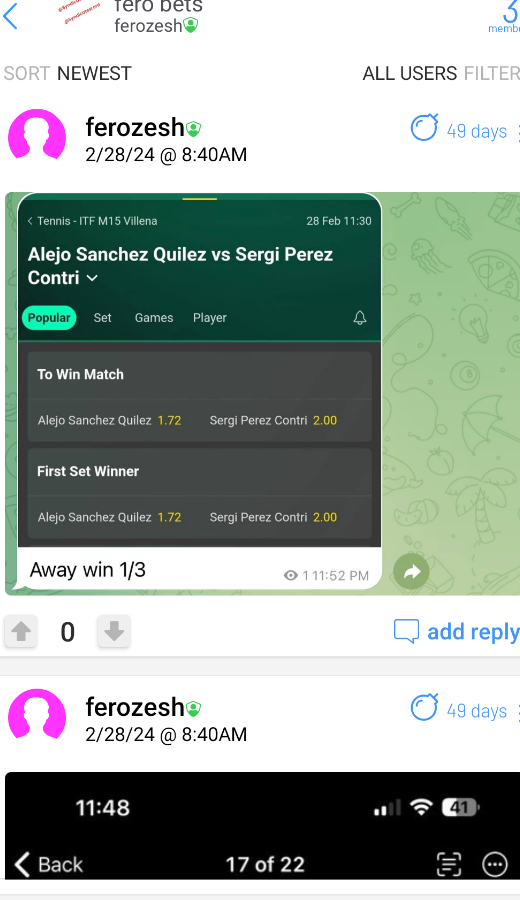 fero bets
ferozesh
3
memb
SORT NEWEST ALL USERS FILTER
ferozesh
49 days
2/28/24 @ 8:40AM
Tennis - ITF M15 Villena 28 Feb 11:30
Alejo Sanchez Quilez vs Sergi Perez
Contri
Popular Set Games Player
To Win Match
Alejo Sanchez Quilez 1.72 Sergi Perez Contri 2.00
First Set Winner
Alejo Sanchez Quilez 1.72 Sergi Perez Contri 2.00
Away win 1/3
1 11:52 PM
0
add reply
ferozesh
49 days
2/28/24 @ 8:40AM
11:48 41
Back 17 of 22